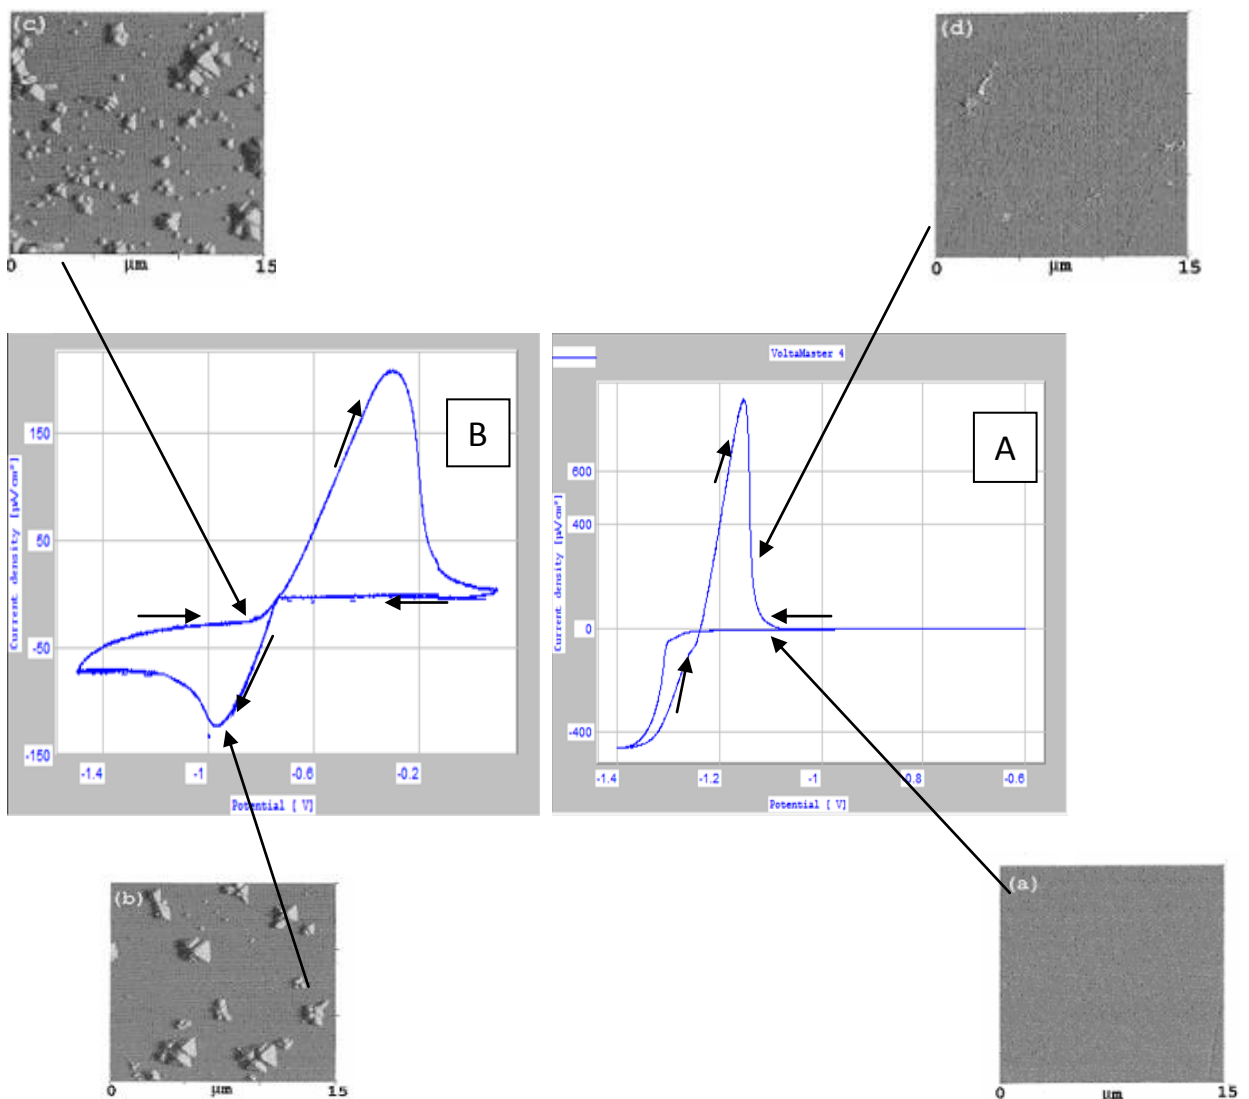 (c)
0 μm 15
(d)
0 μm 15
150
50
-50
-150
-1.4 -1 -0.6 -0.2
Current density [μA/cm²]
Potential [ V]
B
VoltaMaster 4
600
400
0
-400
-1.4 -1.2 -1 -0.8 -0.6
Current density [μA/cm²]
Potential [ V]
A
(b)
0 μm 15
(a)
0 μm 15